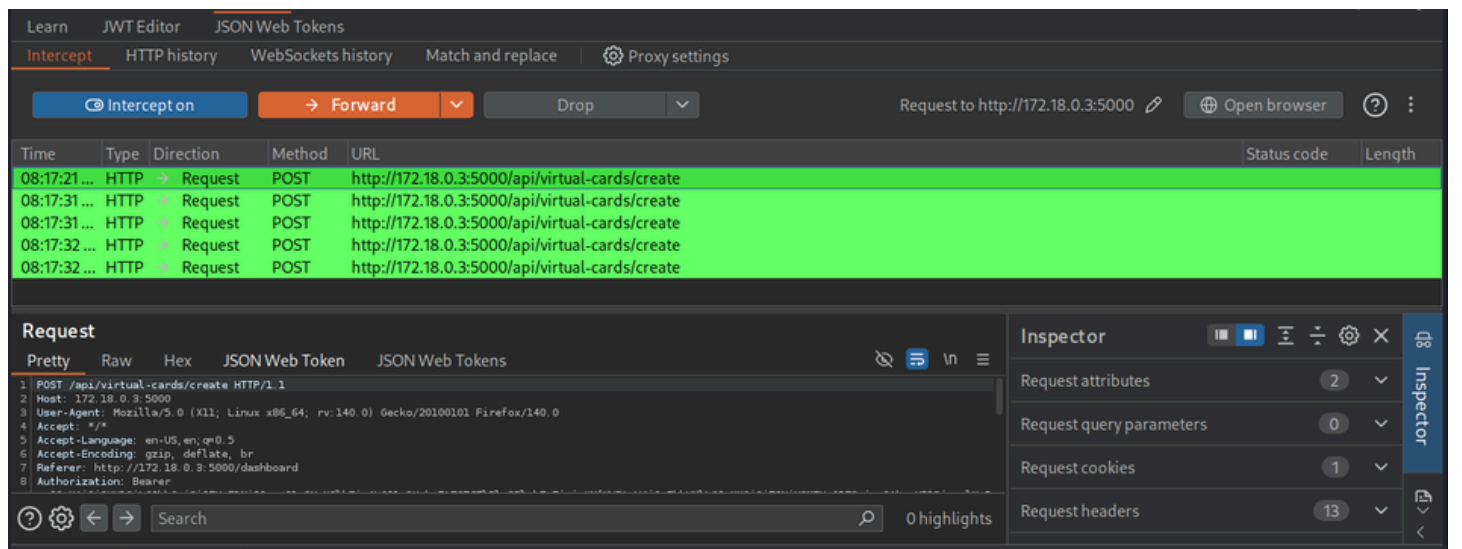 Learn JWT Editor JSON Web Tokens
Intercept HTTP history WebSockets history Match and replace Proxy settings
Intercept on Forward Drop Request to http://172.18.0.3:5000 Open browser
Time Type Direction Method URL Status code Length
08:17:21... HTTP → Request POST http://172.18.0.3:5000/api/virtual-cards/create
08:17:31... HTTP → Request POST http://172.18.0.3:5000/api/virtual-cards/create
08:17:31... HTTP → Request POST http://172.18.0.3:5000/api/virtual-cards/create
08:17:32... HTTP → Request POST http://172.18.0.3:5000/api/virtual-cards/create
08:17:32... HTTP → Request POST http://172.18.0.3:5000/api/virtual-cards/create
Request
Pretty Raw Hex JSON Web Token JSON Web Tokens \n
1 POST /api/virtual-cards/create HTTP/1.1
2 Host: 172.18.0.3:5000
3 User-Agent: Mozilla/5.0 (X11; Linux x86_64; rv:140.0) Gecko/20100101 Firefox/140.0
4 Accept: */*
5 Accept-Language: en-US,en;q=0.5
6 Accept-Encoding: gzip, deflate, br
7 Referer: http://172.18.0.3:5000/dashboard
8 Authorization: Bearer
Search 0 highlights
Inspector
Request attributes 2
Request query parameters 0
Request cookies 1
Request headers 13
Inspector